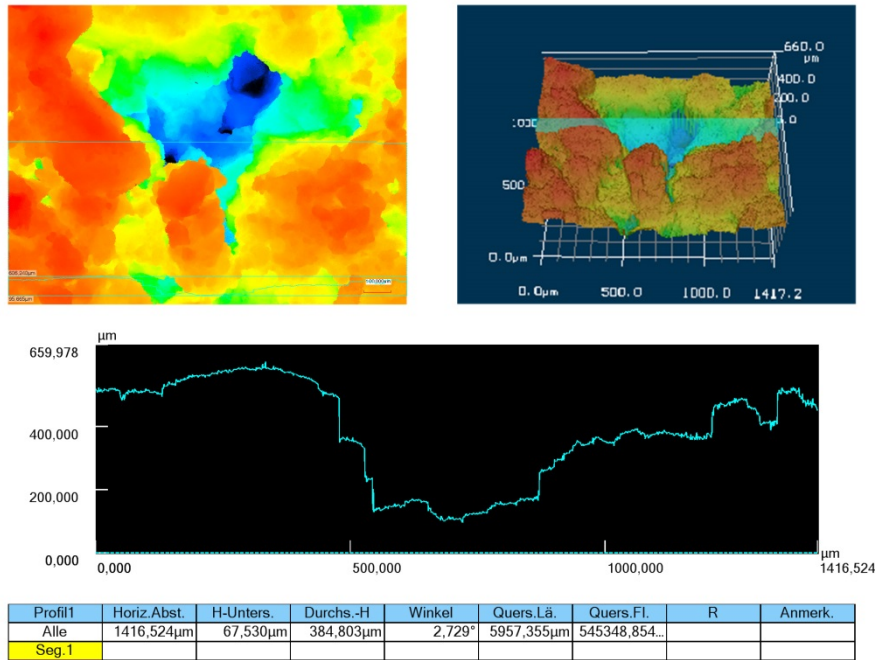 660.0
µm
400.0
200.0
500
0.0µm
0.0µm 500.0 1000.0 1417.2
100,000µm
µm
659,978
400,000
200,000
0,000
0,000 500,000 1000,000 1416,524
µm
Profil1 Horiz.Abst. H-Unters. Durchs.-H Winkel Quers.Lä. Quers.Fl. R Anmerk.
Alle 1416,524µm 67,530µm 384,803µm 2,729° 5957,355µm 545348,854...
Seg.1